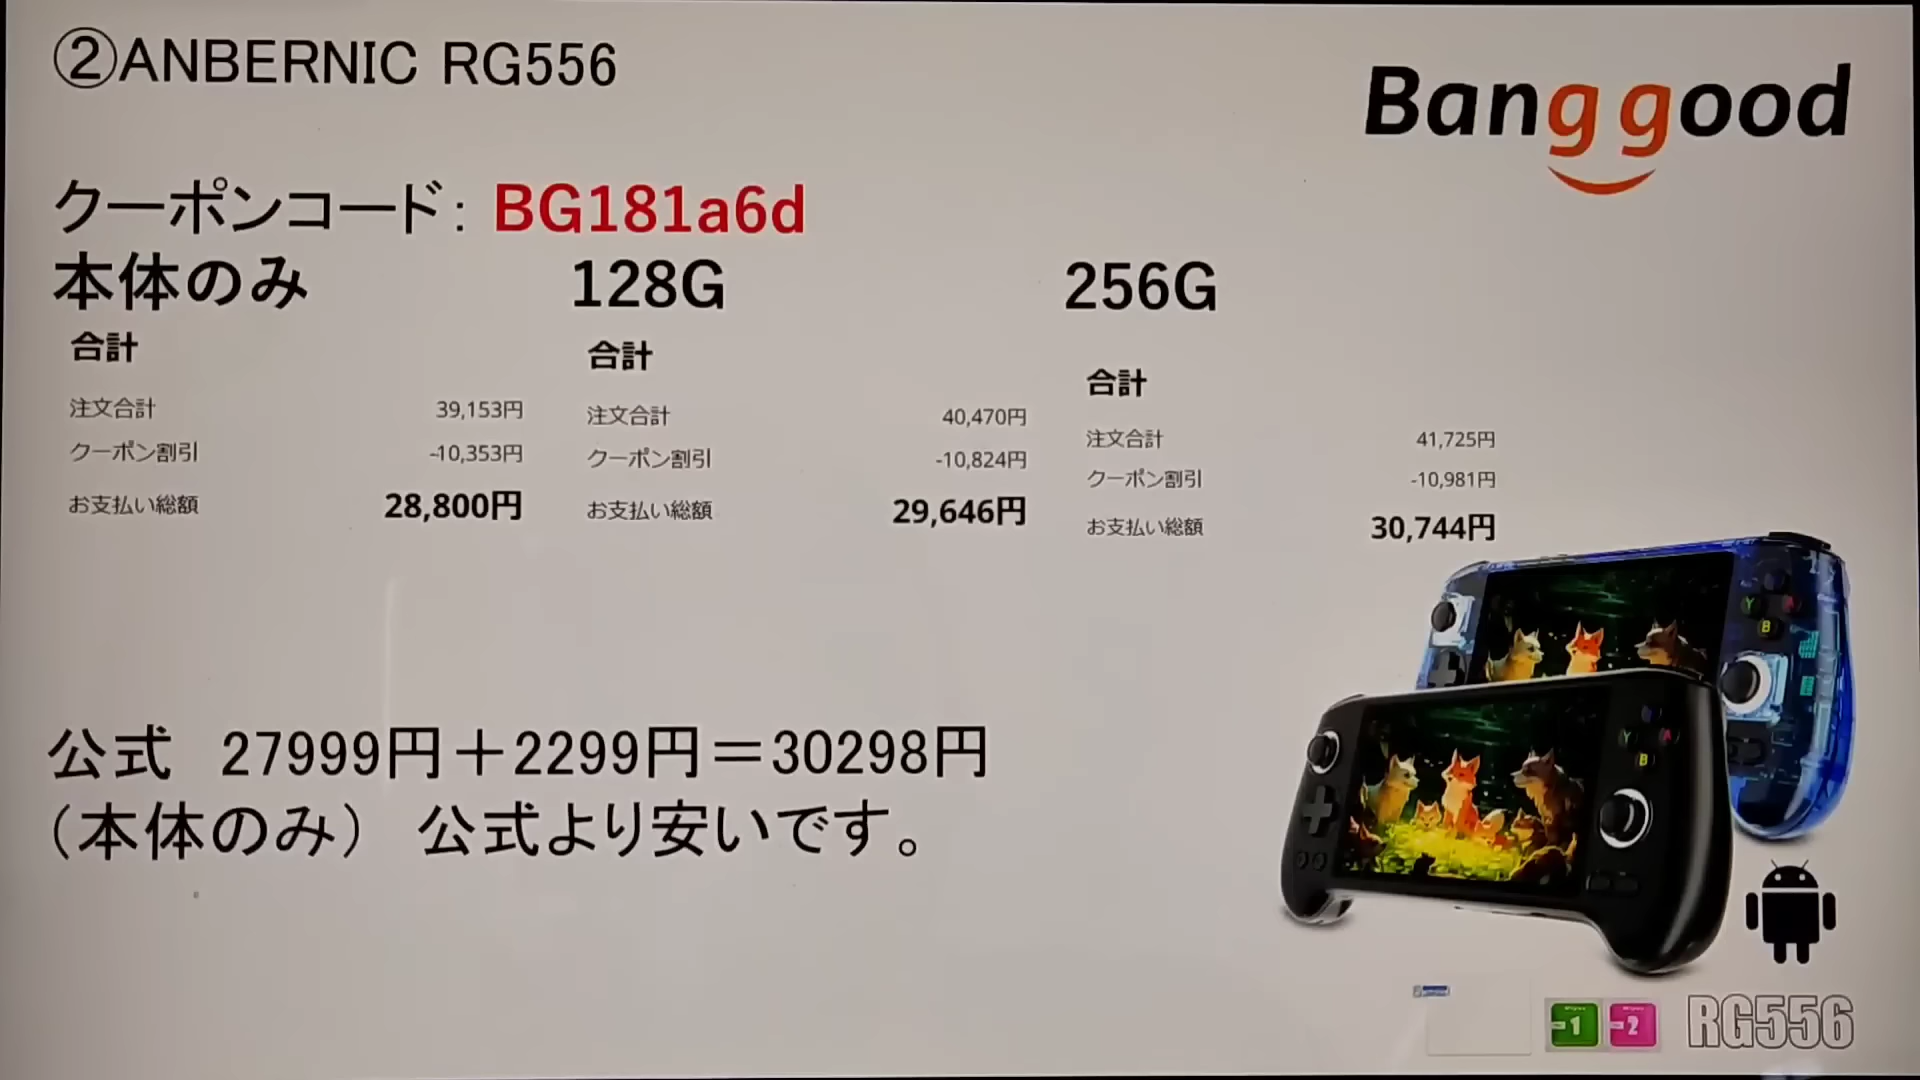 ②ANBERNIC RG556
Banggood
クーポンコード: BG181a6d
本体のみ
合計
注文合計 39,153円
クーポン割引 -10,353円
お支払い総額 28,800円
128G
合計
注文合計 40,470円
クーポン割引 -10,824円
お支払い総額 29,646円
256G
合計
注文合計 41,725円
クーポン割引 -10,981円
お支払い総額 30,744円
公式 27999円+2299円=30298円
(本体のみ) 公式より安いです。
Y A B
Y A B
-1 -2
RG556